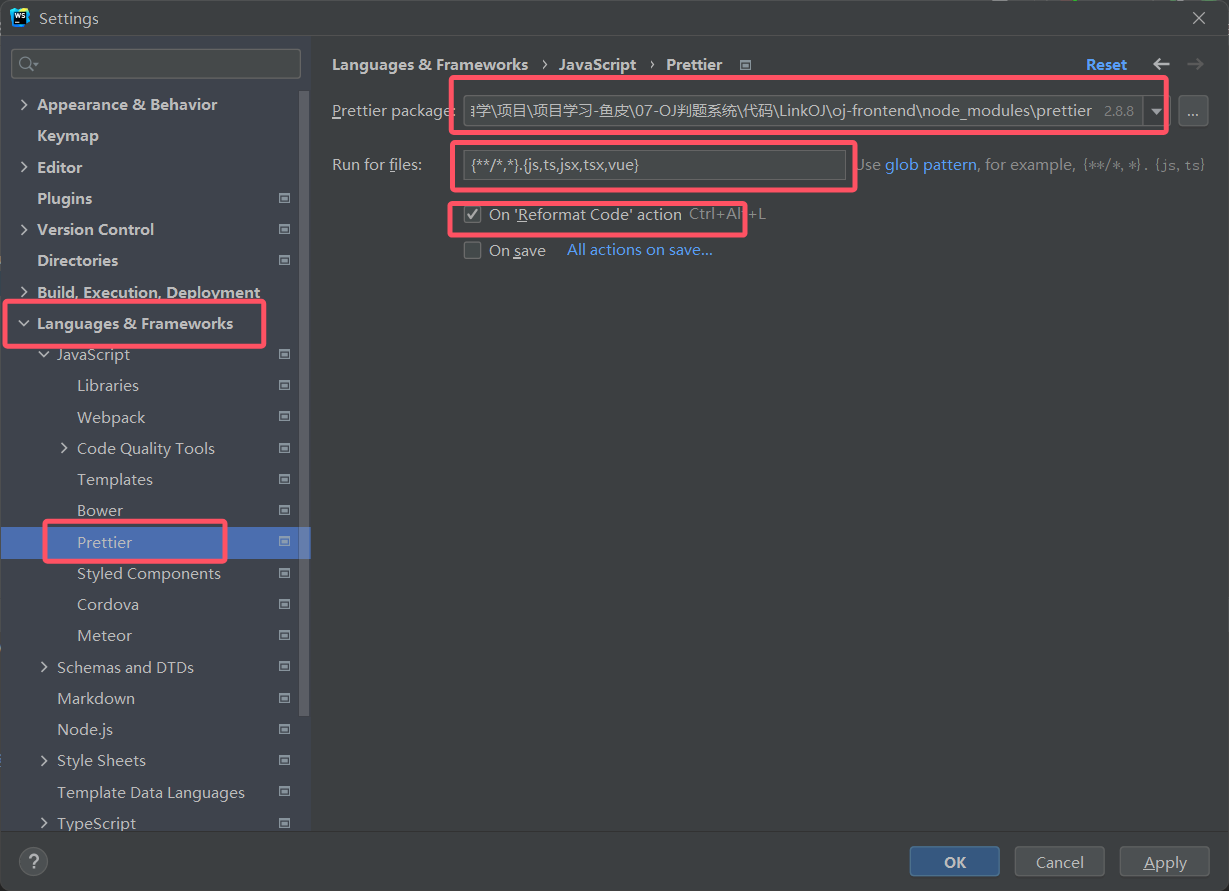 WS
Settings
Languages & Frameworks › JavaScript › Prettier
Reset
Prettier package:
学\项目\项目学习-鱼皮\07-OJ判题系统\代码\LinkOJ\oj-frontend\node_modules\prettier 2.8.8
...
Run for files:
{**/*,*}.{js,ts,jsx,tsx,vue}
Use glob pattern, for example, {**/*,*}.{js,ts}
On 'Reformat Code' action Ctrl+Alt+L
On save
All actions on save...
Appearance & Behavior
Keymap
Editor
Plugins
Version Control
Directories
Build, Execution, Deployment
Languages & Frameworks
JavaScript
Libraries
Webpack
Code Quality Tools
Templates
Bower
Prettier
Styled Components
Cordova
Meteor
Schemas and DTDs
Markdown
Node.js
Style Sheets
Template Data Languages
TypeScript
?
OK
Cancel
Apply